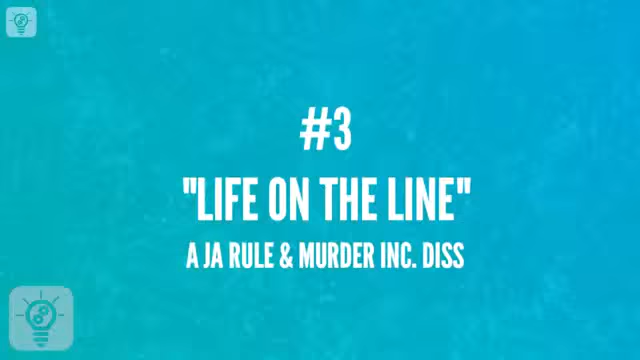 #3
"LIFE ON THE LINE"
A JA RULE & MURDER INC. DISS